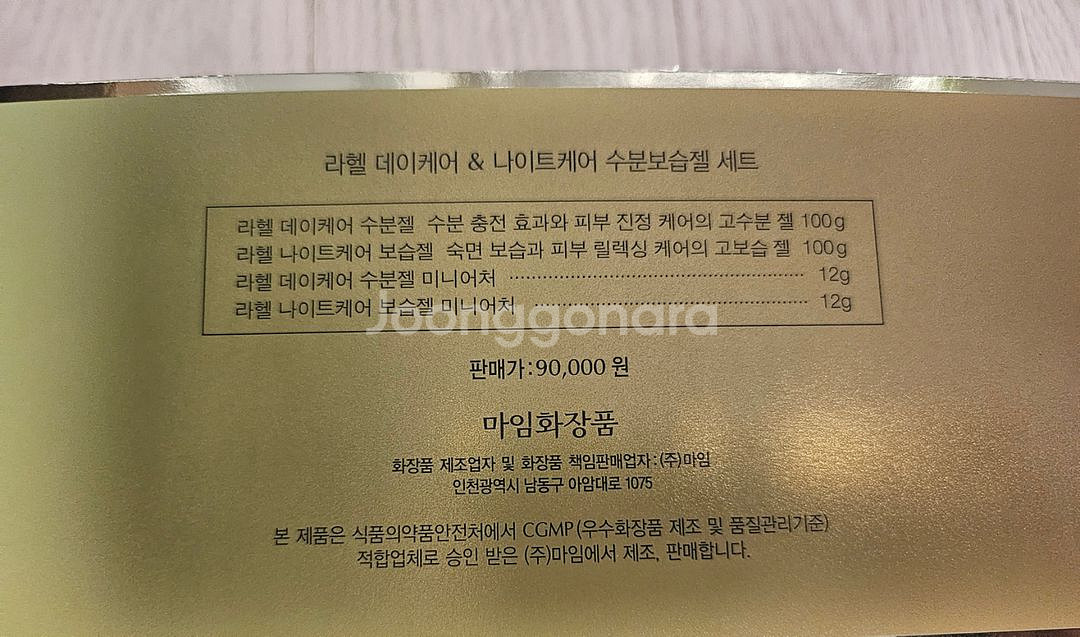 라헬 데이케어 & 나이트케어 수분보습젤 세트
라헬 데이케어 수분젤 수분 충전 효과와 피부 진정 케어의 고수분 젤 100g
라헬 나이트케어 보습젤 숙면 보습과 피부 릴렉싱 케어의 고보습 젤 100g
라헬 데이케어 수분젤 미니어처 ········································ 12g
라헬 나이트케어 보습젤 미니어처 ········································ 12g
Joonggonara
판매가:90,000 원
마임화장품
화장품 제조업자 및 화장품 책임판매업자:(주)마임
인천광역시 남동구 아암대로 1075
본 제품은 식품의약품안전처에서 CGMP(우수화장품 제조 및 품질관리기준)
적합업체로 승인 받은 (주)마임에서 제조, 판매합니다.